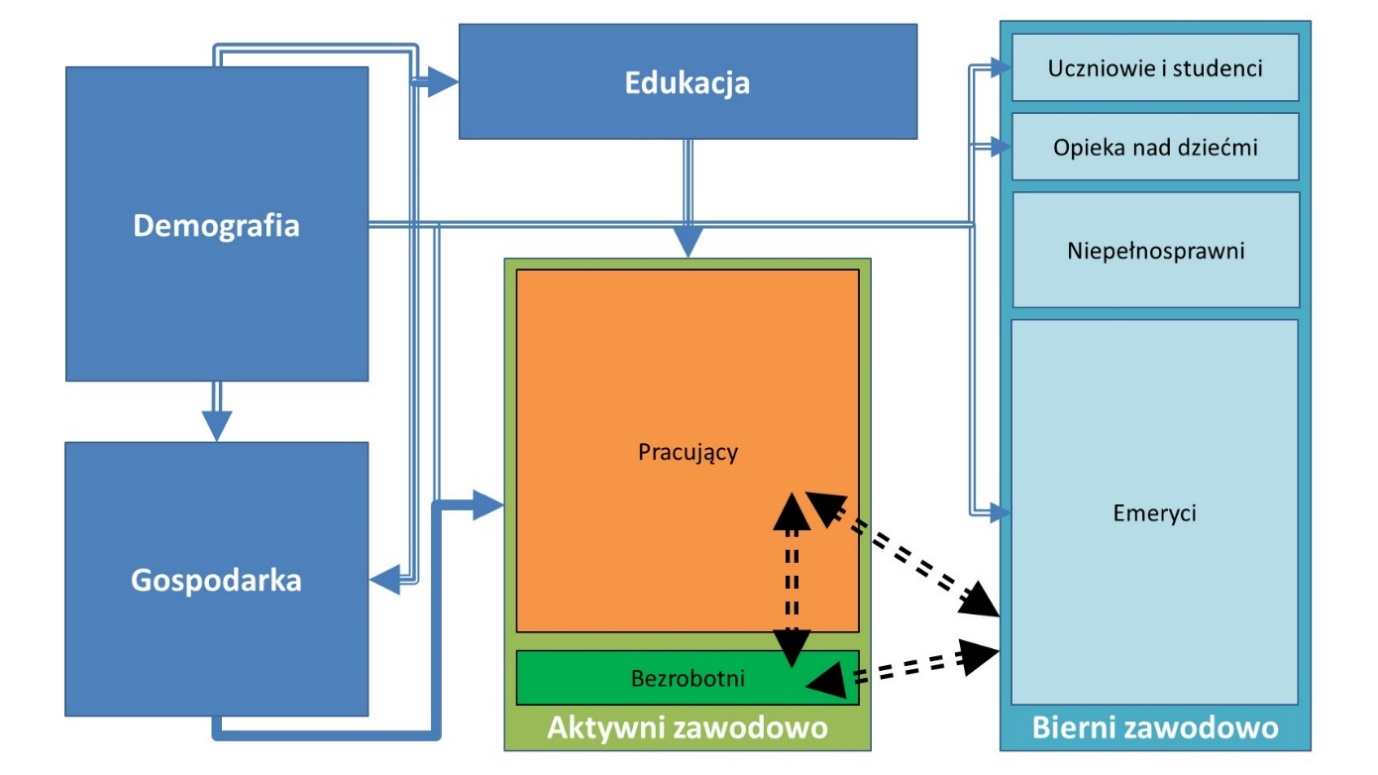 Edukacja
Demografia
Gospodarka
Pracujący
Bezrobotni
Aktywni zawodowo
Uczniowie i studenci
Opieka nad dziećmi
Niepełnosprawni
Emeryci
Bierni zawodowo